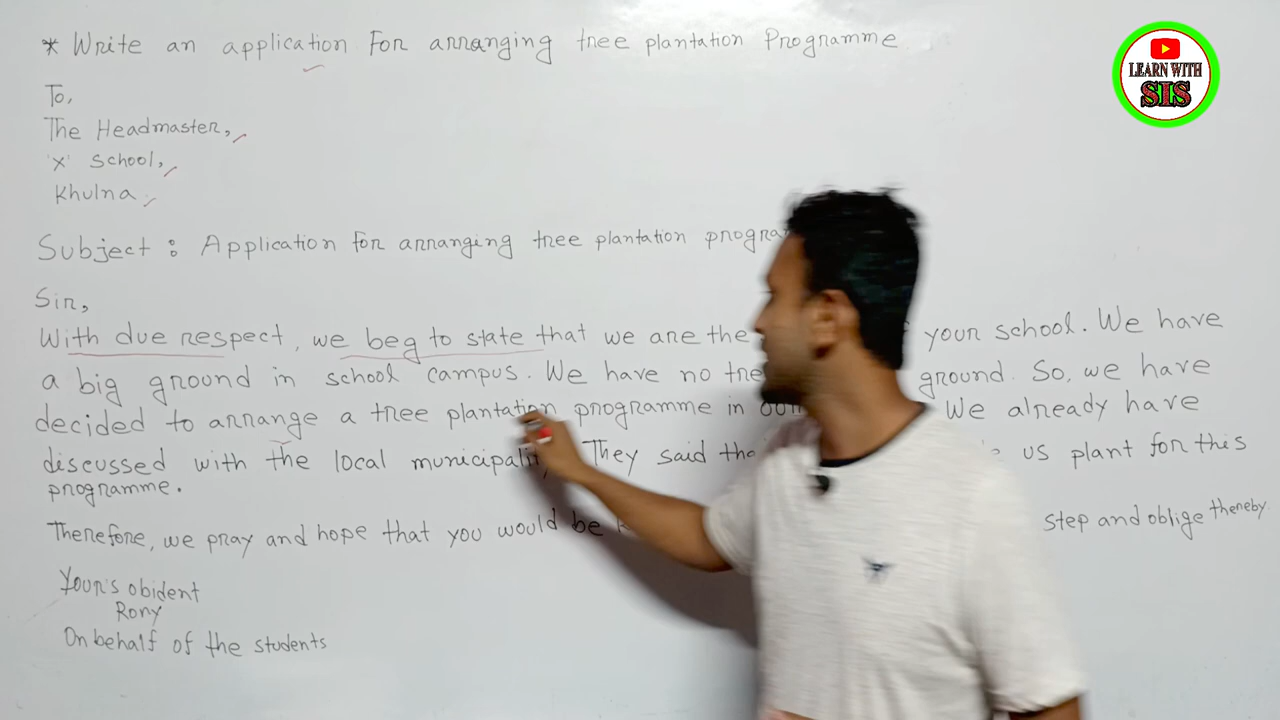 * Write an application For arranging tree plantation Programme
LEARN WITH
SIS
To,
The Headmaster,
'X' School,
Khulna.
Subject : Application for arranging tree plantation
Sir,
With due respect, we beg to state that we are the your school. We have
a big ground in school campus. We have no ground. So, we have
decided to arrange a tree plantation programme in We already have
discussed with the local They said us plant for this
programme.
Therefore, we pray and hope that you would be step and oblige thereby.
Your's obident
Rony
On behalf of the students